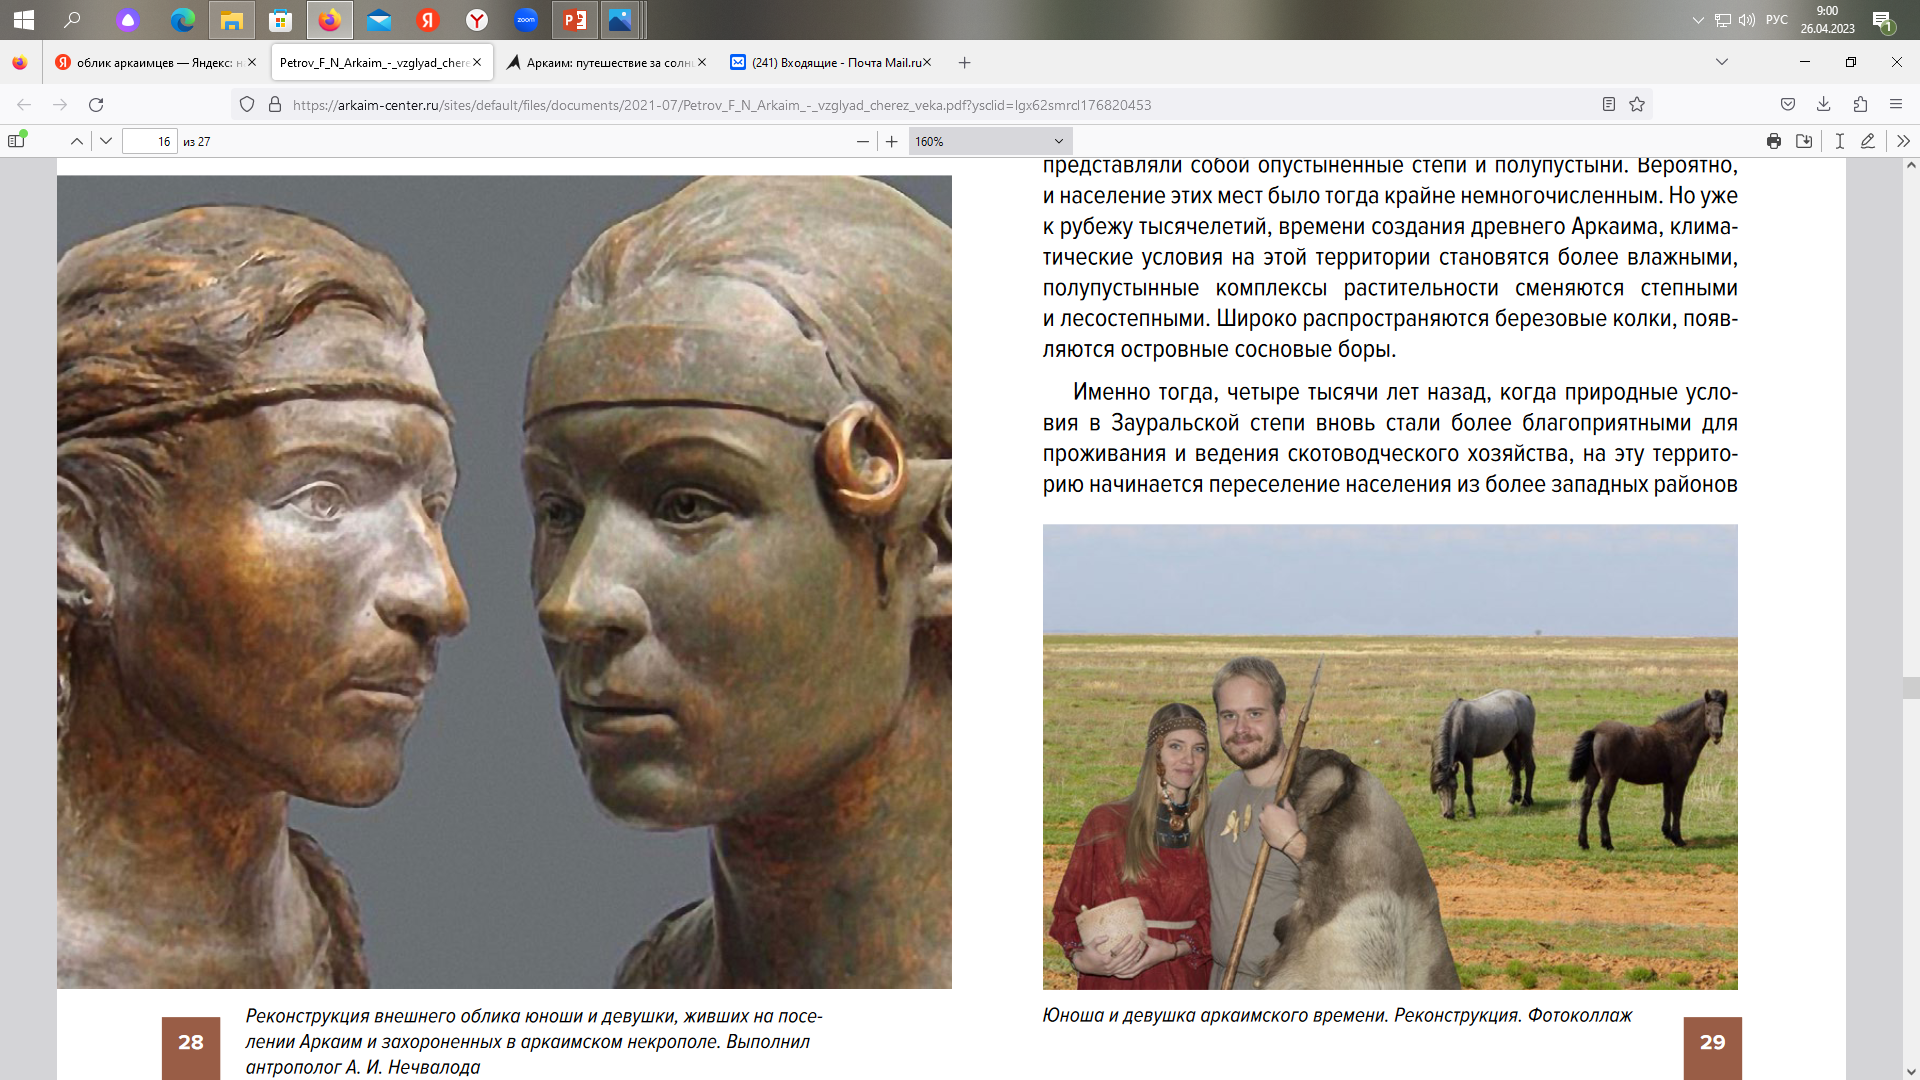 zoom
РУС
9:00
26.04.2023
1
облик аркаимцев — Яндекс: н
Petrov_F_N_Arkaim_-_vzglyad_chere
Аркаим: путешествие за солн
(241) Входящие - Почта Mail.ru
https://arkaim-center.ru/sites/default/files/documents/2021-07/Petrov_F_N_Arkaim_-_vzglyad_cherez_veka.pdf?ysclid=lgx62smrcl176820453
16
из 27
160%
представляли собой опустыненные степи и полупустыни. Вероятно,
и население этих мест было тогда крайне немногочисленным. Но уже
к рубежу тысячелетий, времени создания древнего Аркаима, клима-
тические условия на этой территории становятся более влажными,
полупустынные комплексы растительности сменяются степными
и лесостепными. Широко распространяются березовые колки, появ-
ляются островные сосновые боры.
Именно тогда, четыре тысячи лет назад, когда природные усло-
вия в Зауральской степи вновь стали более благоприятными для
проживания и ведения скотоводческого хозяйства, на эту террито-
рию начинается переселение населения из более западных районов
Реконструкция внешнего облика юноши и девушки, живших на посе-
лении Аркаим и захороненных в аркаимском некрополе. Выполнил
антрополог А. И. Нечвалода
28
Юноша и девушка аркаимского времени. Реконструкция. Фотоколлаж
29